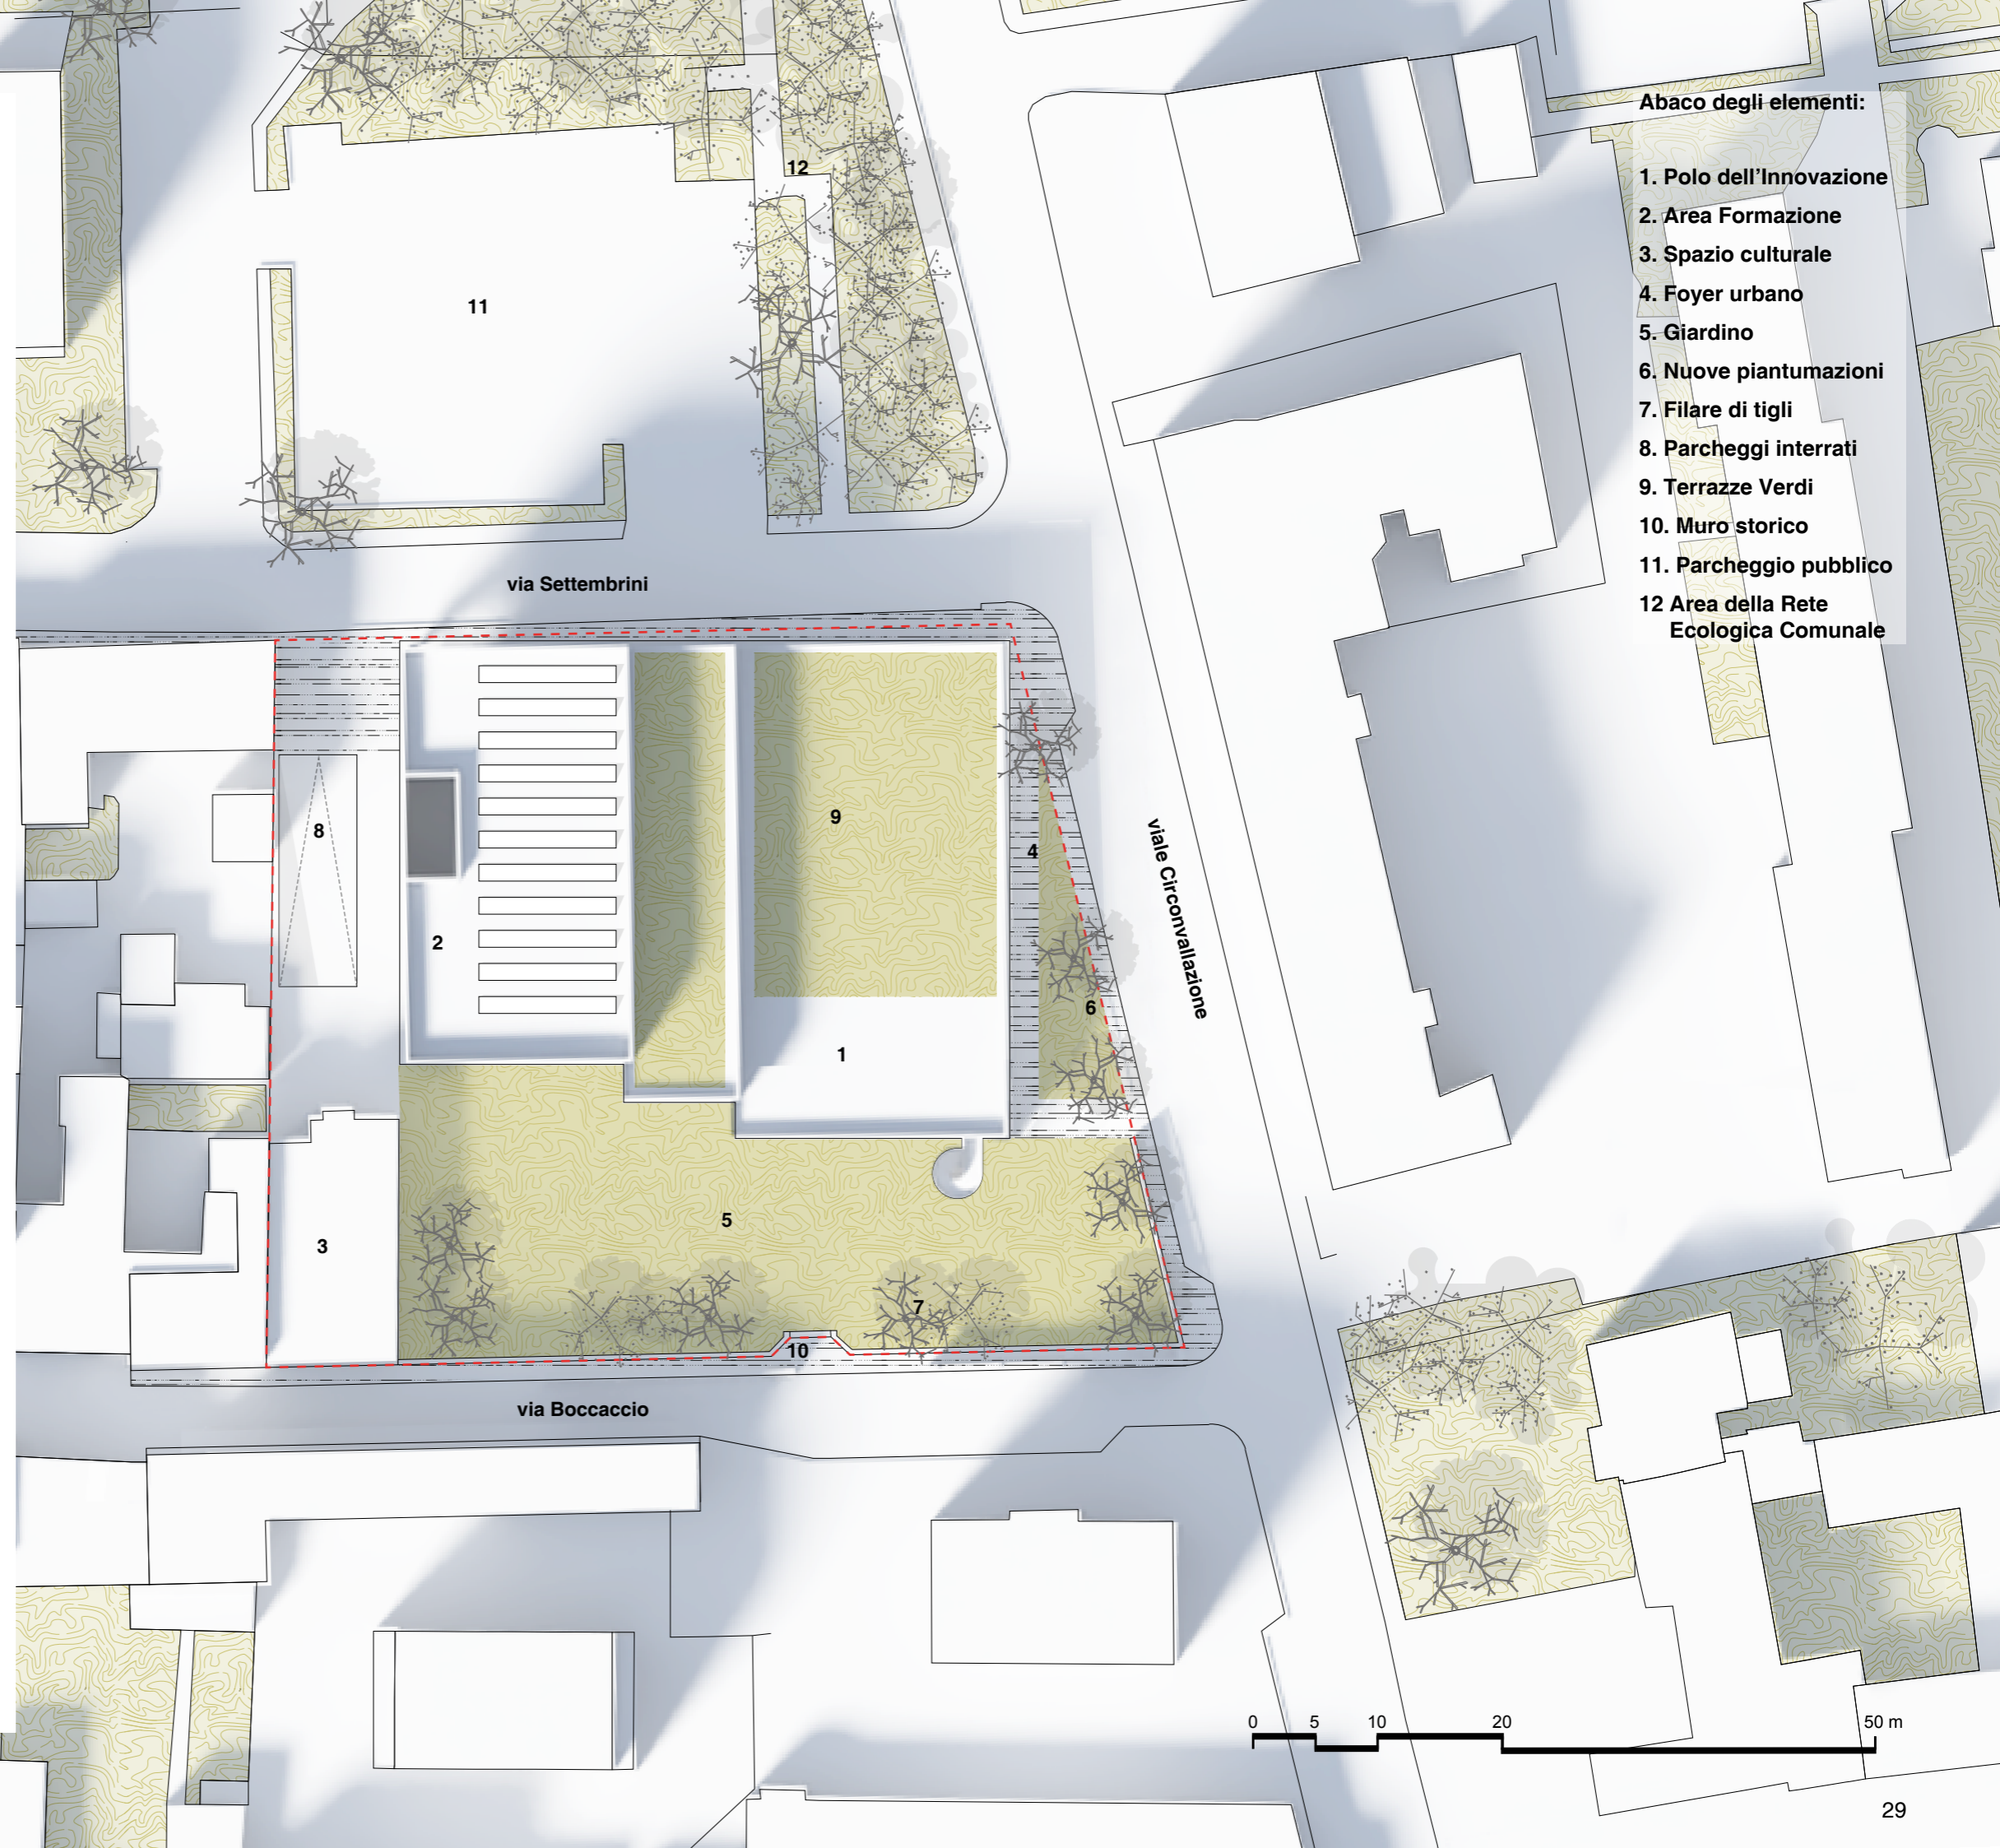 Abaco degli elementi:
1. Polo dell'Innovazione
2. Area Formazione
3. Spazio culturale
4. Foyer urbano
5. Giardino
6. Nuove piantumazioni
7. Filare di tigli
8. Parcheggi interrati
9. Terrazze Verdi
10. Muro storico
11. Parcheggio pubblico
12 Area della Rete
Ecologica Comunale
12
11
via Settembrini
9
8
4
viale Circonvallazione
2
6
1
5
3
7
10
via Boccaccio
0 5 10 20 50 m
29